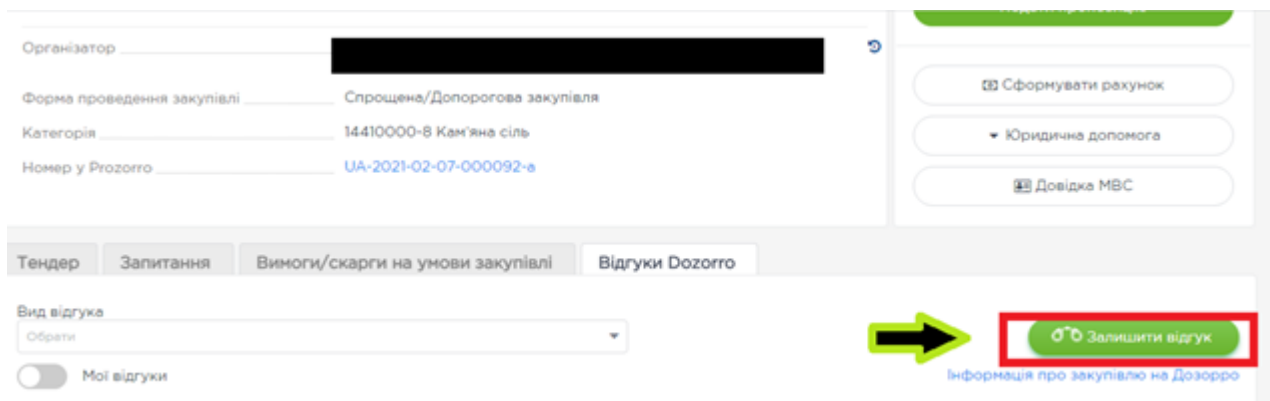 Організатор
Форма проведення закупівлі Спрощена/Допорогова закупівля
Категорія 14410000-8 Кам'яна сіль
Номер у Prozorro UA-2021-02-07-000092-a
Сформувати рахунок
Юридична допомога
Довідка МВС
Тендер Запитання Вимоги/скарги на умови закупівлі Відгуки Dozorro
Вид відгука
Обрати
Залишити відгук
Мої відгуки
Інформація про закупівлю на Дозорро